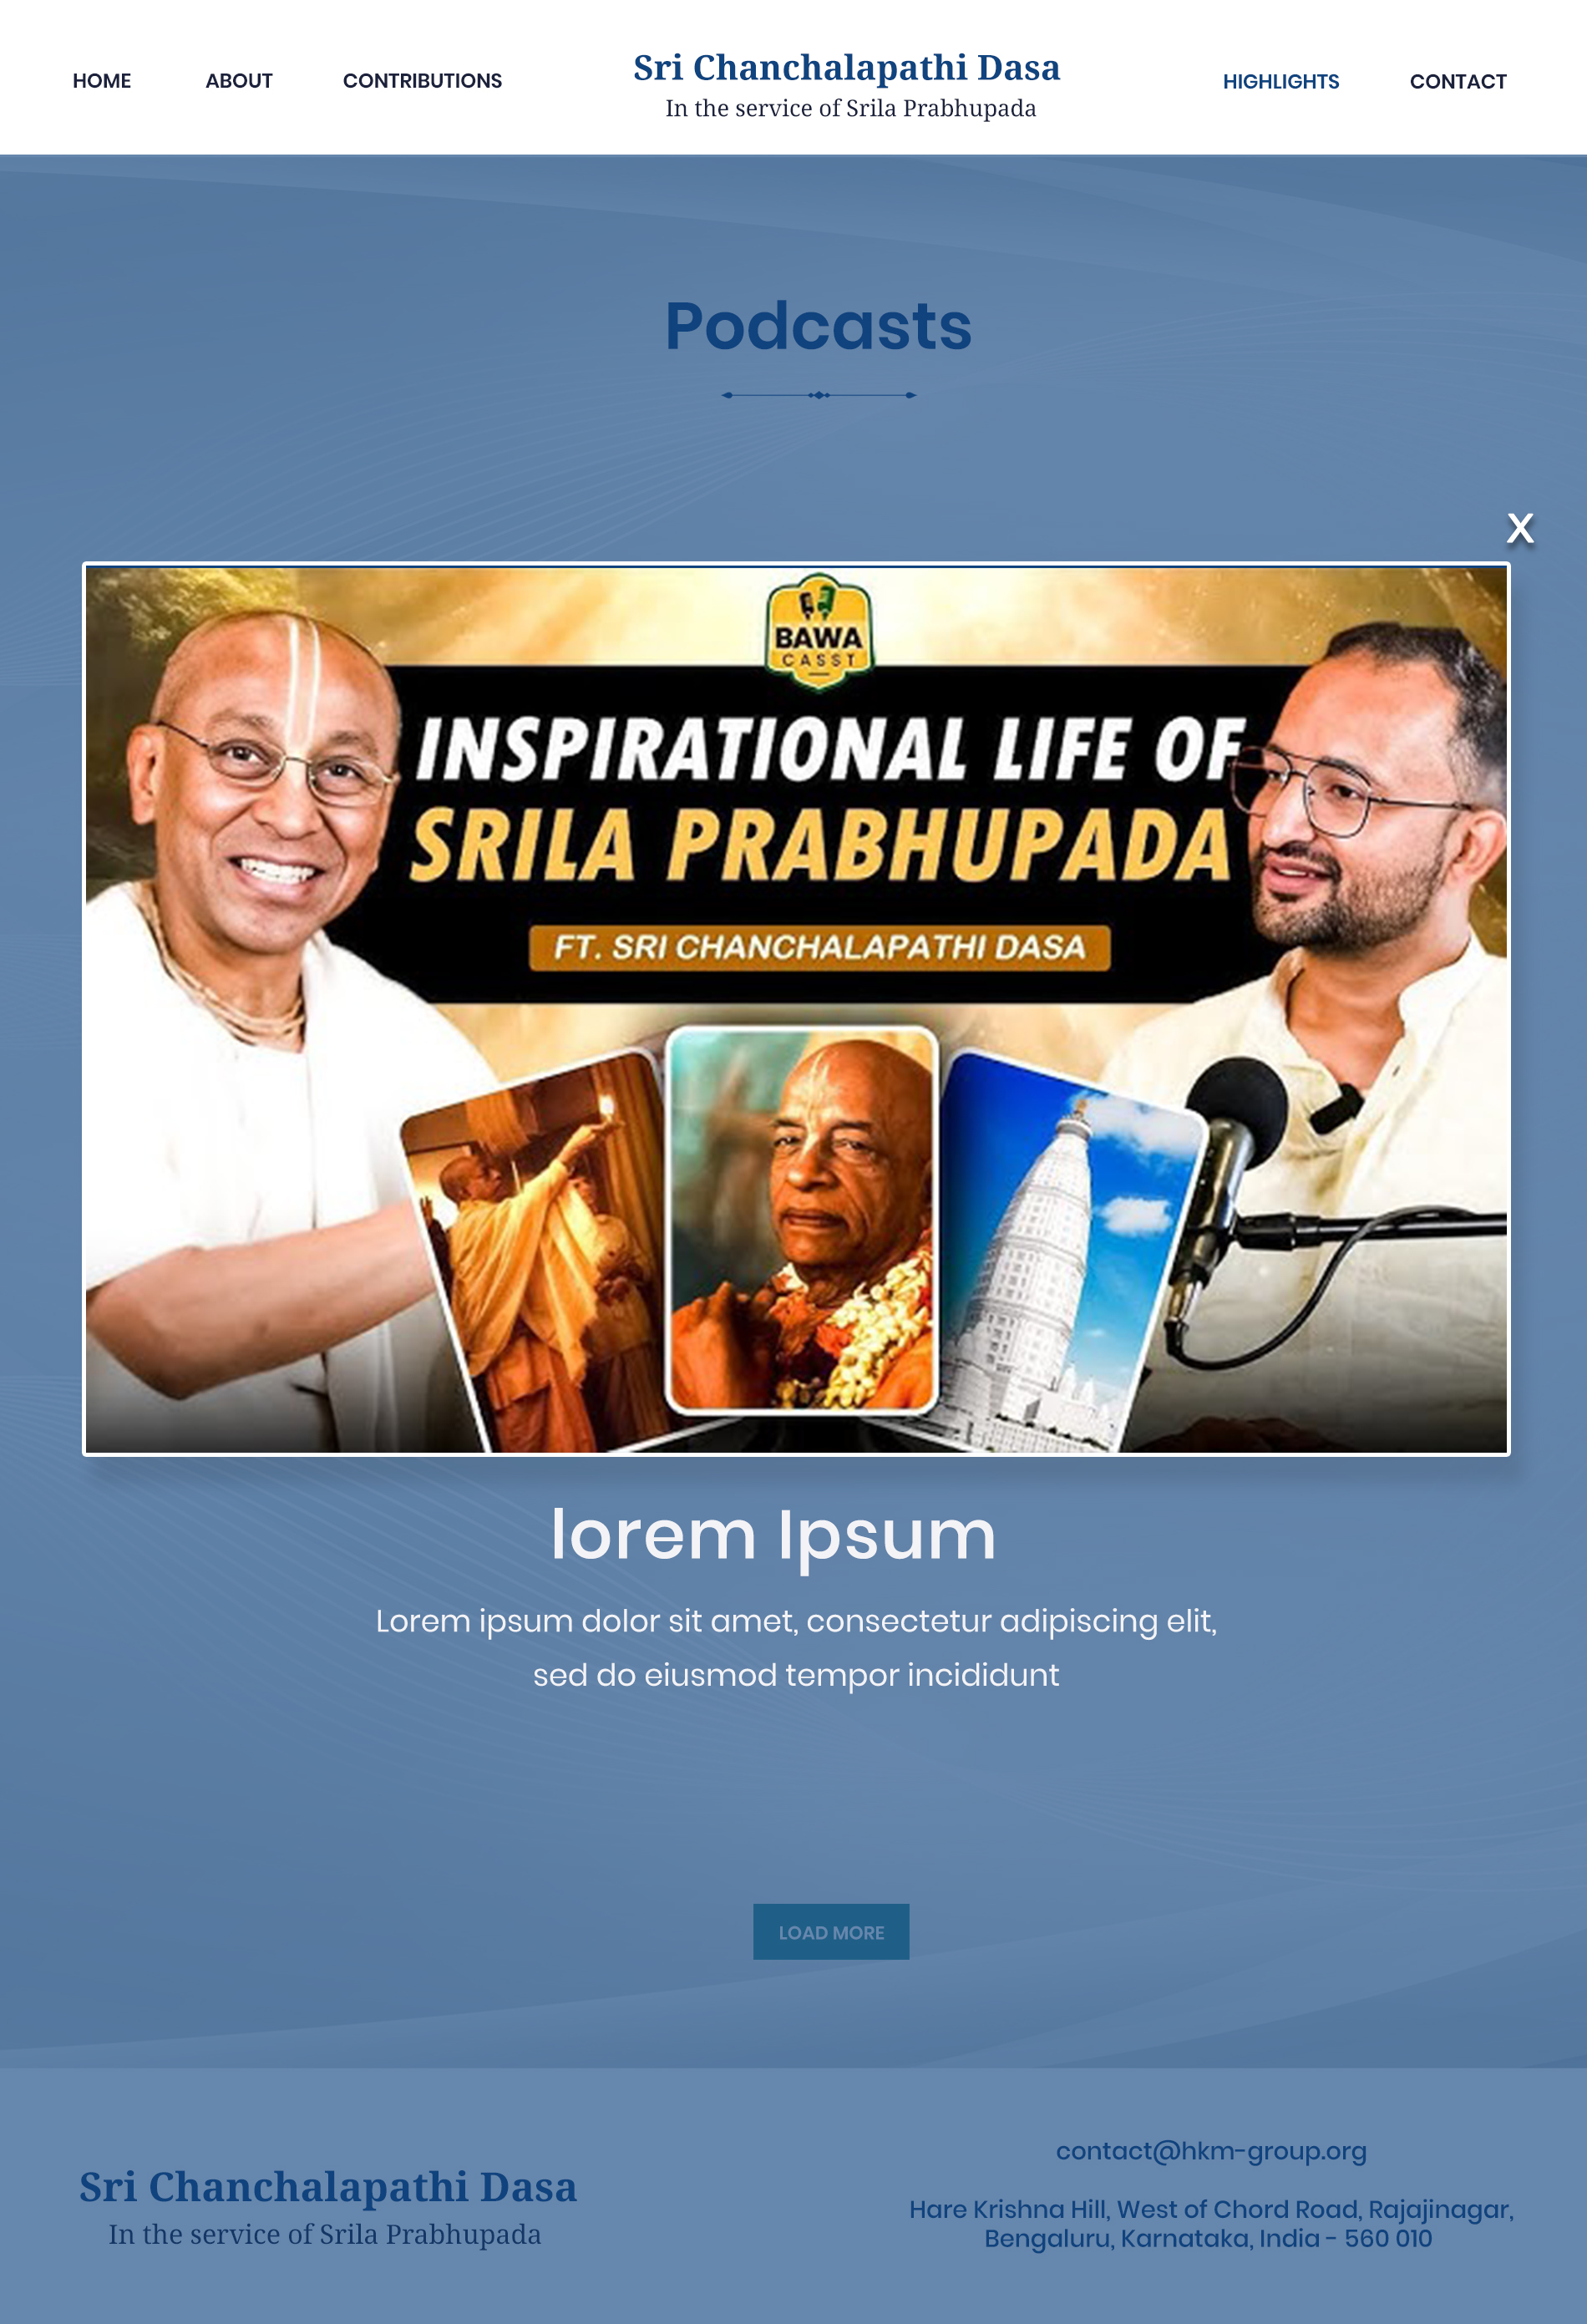 HOME ABOUT CONTRIBUTIONS
Sri Chanchalapathi Dasa
In the service of Srila Prabhupada
HIGHLIGHTS CONTACT
Podcasts
X
BAWA
CASST
INSPIRATIONAL LIFE OF
SRILA PRABHUPADA
FT. SRI CHANCHALAPATHI DASA
lorem Ipsum
Lorem ipsum dolor sit amet, consectetur adipiscing elit,
sed do eiusmod tempor incididunt
LOAD MORE
Sri Chanchalapathi Dasa
In the service of Srila Prabhupada
contact@hkm-group.org
Hare Krishna Hill, West of Chord Road, Rajajinagar,
Bengaluru, Karnataka, India - 560 010